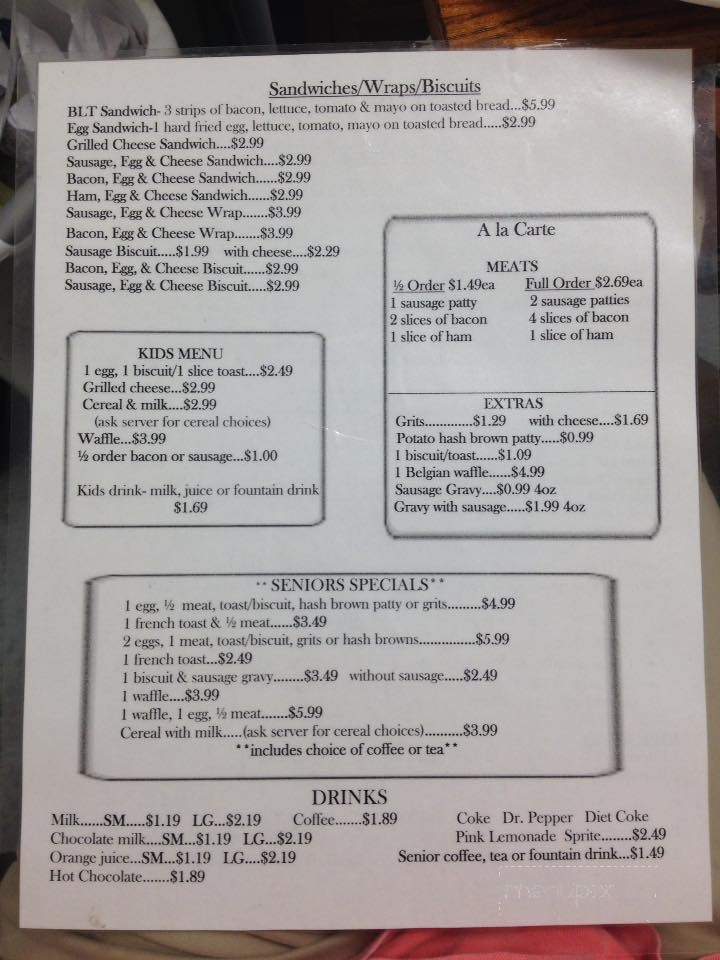 Sandwiches/Wraps/Biscuits
BLT Sandwich- 3 strips of bacon, lettuce, tomato & mayo on toasted bread...$5.99
Egg Sandwich-1 hard fried egg, lettuce, tomato, mayo on toasted bread.....$2.99
Grilled Cheese Sandwich....$2.99
Sausage, Egg & Cheese Sandwich....$2.99
Bacon, Egg & Cheese Sandwich......$2.99
Ham, Egg & Cheese Sandwich......$2.99
Sausage, Egg & Cheese Wrap.......$3.99
Bacon, Egg & Cheese Wrap.......$3.99
Sausage Biscuit.....$1.99 with cheese....$2.29
Bacon, Egg, & Cheese Biscuit......$2.99
Sausage, Egg & Cheese Biscuit.....$2.99
A la Carte
MEATS
½ Order $1.49ea Full Order $2.69ea
1 sausage patty 2 sausage patties
2 slices of bacon 4 slices of bacon
1 slice of ham 1 slice of ham
EXTRAS
Grits.............$1.29 with cheese....$1.69
Potato hash brown patty.....$0.99
1 biscuit/toast......$1.09
1 Belgian waffle......$4.99
Sausage Gravy....$0.99 4oz
Gravy with sausage.....$1.99 4oz
KIDS MENU
1 egg, 1 biscuit/1 slice toast....$2.49
Grilled cheese...$2.99
Cereal & milk....$2.99
(ask server for cereal choices)
Waffle...$3.99
½ order bacon or sausage...$1.00
Kids drink- milk, juice or fountain drink
$1.69
**SENIORS SPECIALS**
1 egg, ½ meat, toast/biscuit, hash brown patty or grits.........$4.99
1 french toast & ½ meat......$3.49
2 eggs, 1 meat, toast/biscuit, grits or hash browns...............$5.99
1 french toast...$2.49
1 biscuit & sausage gravy........$3.49 without sausage.....$2.49
1 waffle....$3.99
1 waffle, 1 egg, ½ meat.......$5.99
Cereal with milk.....(ask server for cereal choices)..........$3.99
**includes choice of coffee or tea**
DRINKS
Milk......SM.....$1.19 LG...$2.19 Coffee.......$1.89 Coke Dr. Pepper Diet Coke
Chocolate milk....SM...$1.19 LG...$2.19 Pink Lemonade Sprite........$2.49
Orange juice...SM...$1.19 LG....$2.19 Senior coffee, tea or fountain drink...$1.49
Hot Chocolate.......$1.89